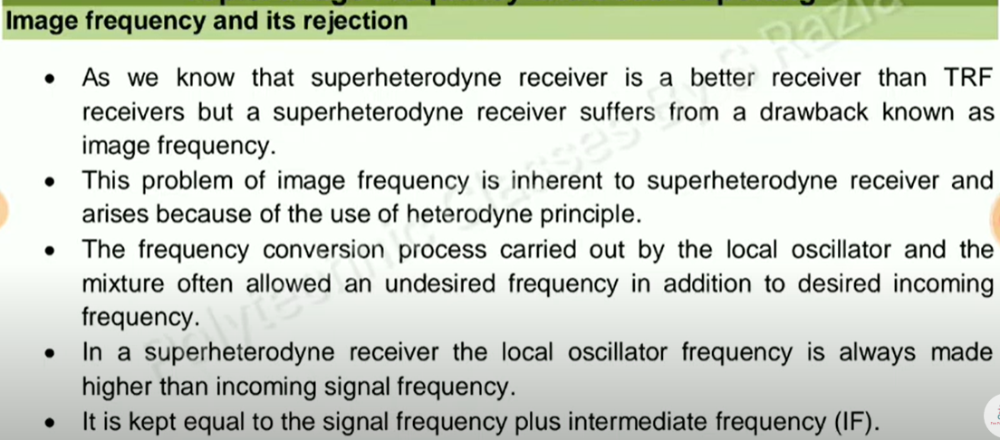 Image frequency and its rejection
• As we know that superheterodyne receiver is a better receiver than TRF
receivers but a superheterodyne receiver suffers from a drawback known as
image frequency.
• This problem of image frequency is inherent to superheterodyne receiver and
arises because of the use of heterodyne principle.
• The frequency conversion process carried out by the local oscillator and the
mixture often allowed an undesired frequency in addition to desired incoming
frequency.
• In a superheterodyne receiver the local oscillator frequency is always made
higher than incoming signal frequency.
• It is kept equal to the signal frequency plus intermediate frequency (IF).
Polytechnic Classes By S Razia